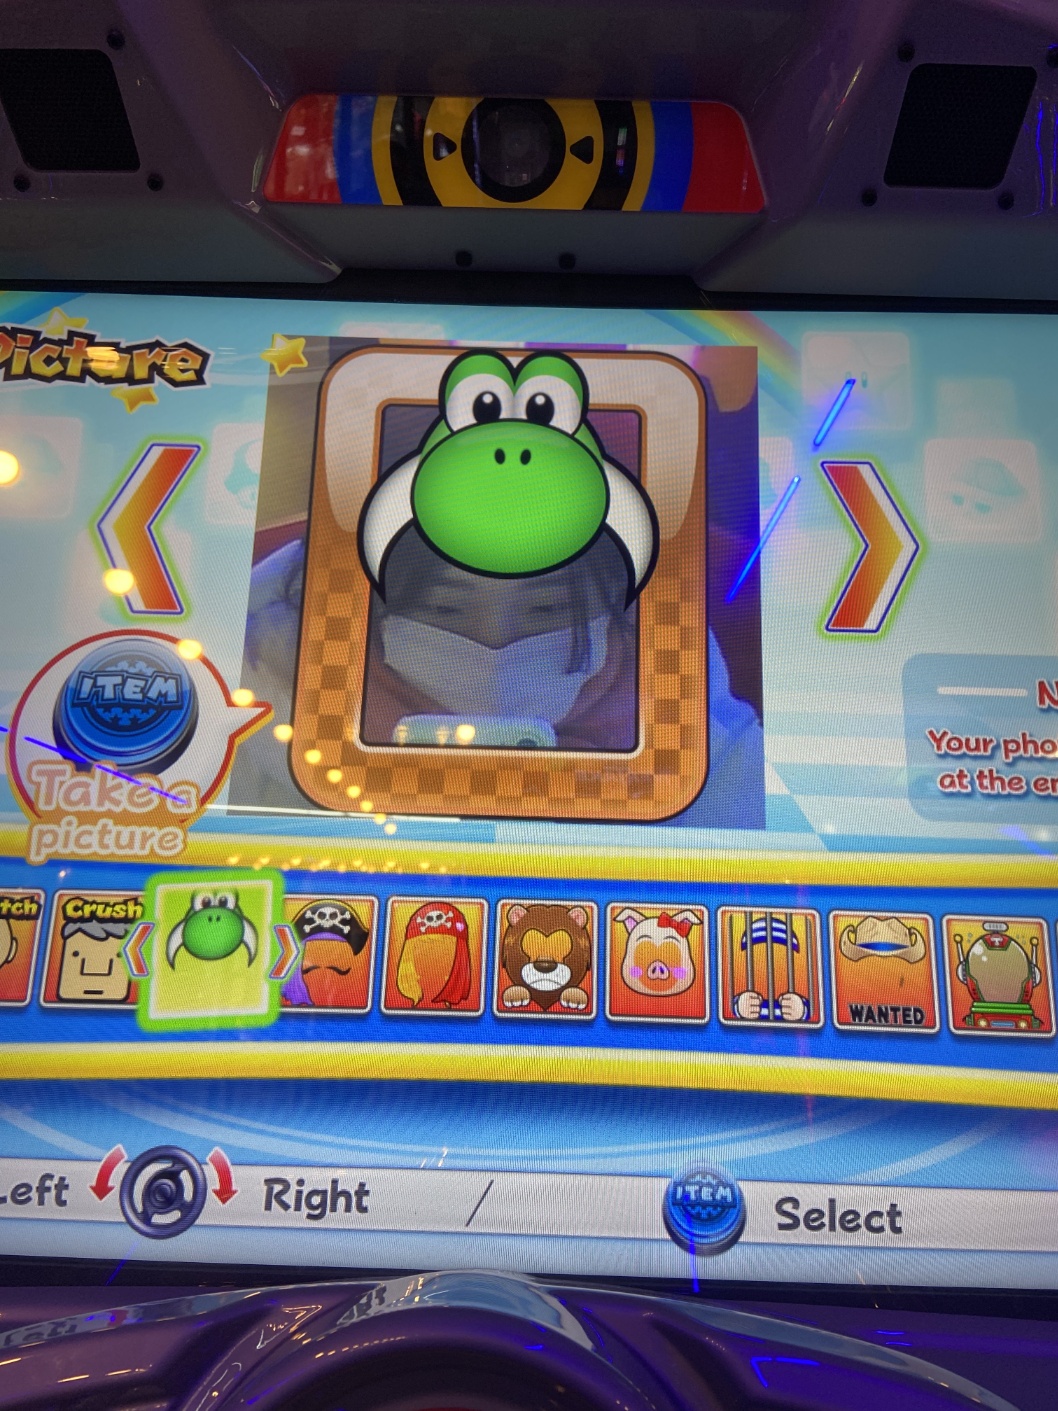 Picture
ITEM
Take a
picture
Your pho
at the en
tch
Crush
WANTED
Left
Right
/
ITEM
Select